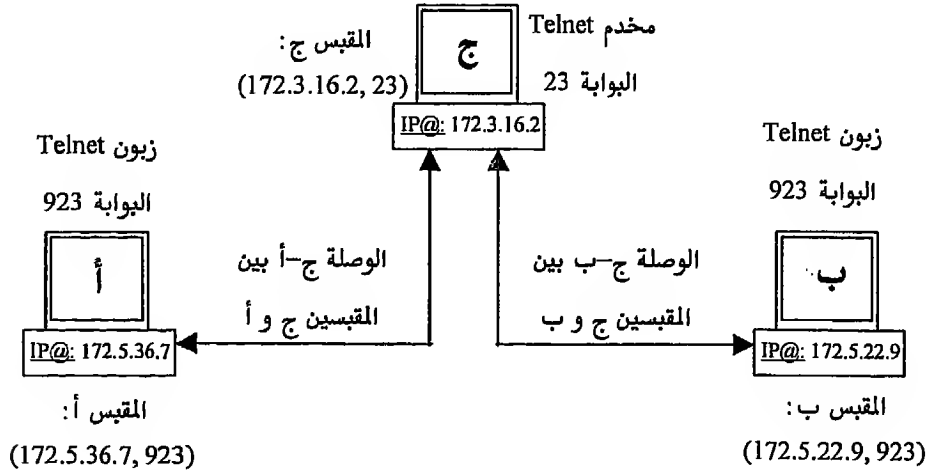 المقبس ج:
(172.3.16.2, 23)
ج
مخدم Telnet
البوابة 23
IP@: 172.3.16.2
زبون Telnet
البوابة 923
أ
IP@: 172.5.36.7
المقبس أ:
(172.5.36.7, 923)
الوصلة ج-أ بين
المقبسين ج و أ
الوصلة ج-ب بين
المقبسين ج و ب
زبون Telnet
البوابة 923
ب
IP@: 172.5.22.9
المقبس ب:
(172.5.22.9, 923)